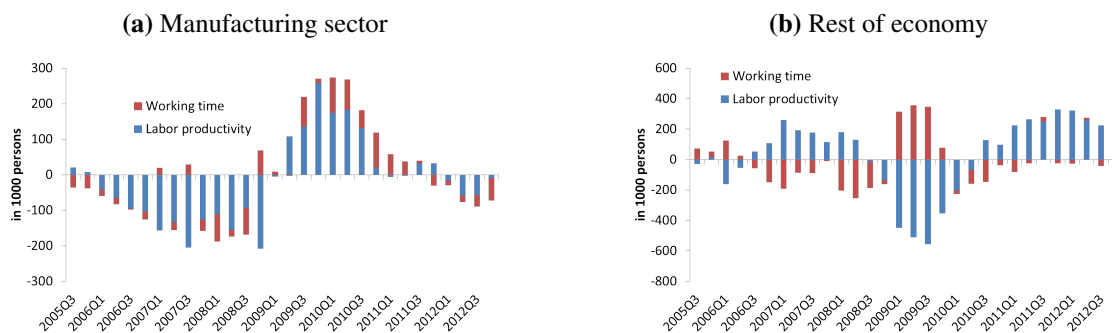 (a) Manufacturing sector
300
200
100
0
-100
-200
-300
in 1000 persons
Working time
Labor productivity
2005Q3
2006Q1
2006Q3
2007Q1
2007Q3
2008Q1
2008Q3
2009Q1
2009Q3
2010Q1
2010Q3
2011Q1
2011Q3
2012Q1
2012Q3
(b) Rest of economy
600
400
200
0
-200
-400
-600
-800
in 1000 persons
Working time
Labor productivity
2005Q3
2006Q1
2006Q3
2007Q1
2007Q3
2008Q1
2008Q3
2009Q1
2009Q3
2010Q1
2010Q3
2011Q1
2011Q3
2012Q1
2012Q3